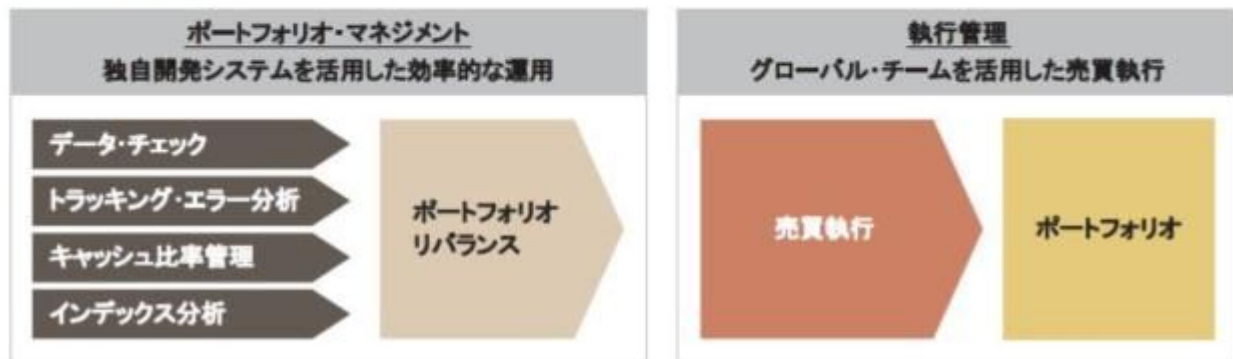 ポートフォリオ・マネジメント
独自開発システムを活用した効率的な運用
データ・チェック
トラッキング・エラー分析
キャッシュ比率管理
インデックス分析
ポートフォリオ
リバランス
執行管理
グローバル・チームを活用した売買執行
売買執行
ポートフォリオ